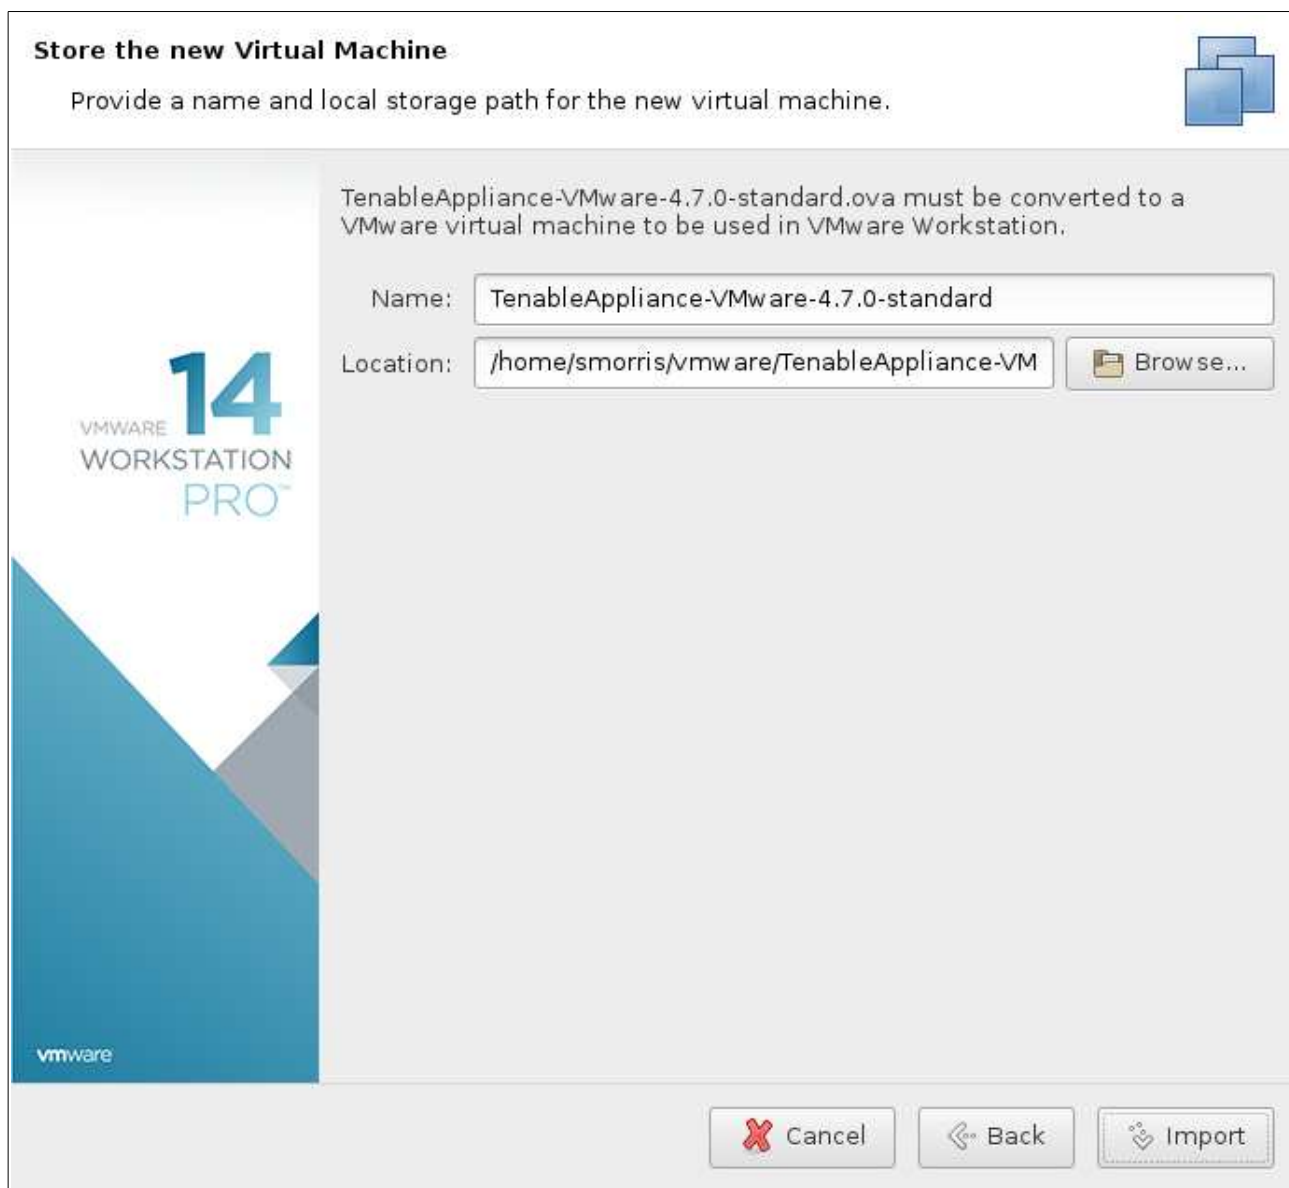 Store the new Virtual Machine
Provide a name and local storage path for the new virtual machine.
TenableAppliance-VMware-4.7.0-standard.ova must be converted to a
VMware virtual machine to be used in VMware Workstation.
Name: TenableAppliance-VMware-4.7.0-standard
Location: /home/smorris/vmware/TenableAppliance-VM Browse...
14
VMWARE
WORKSTATION
PRO™
vmware
Cancel Back Import